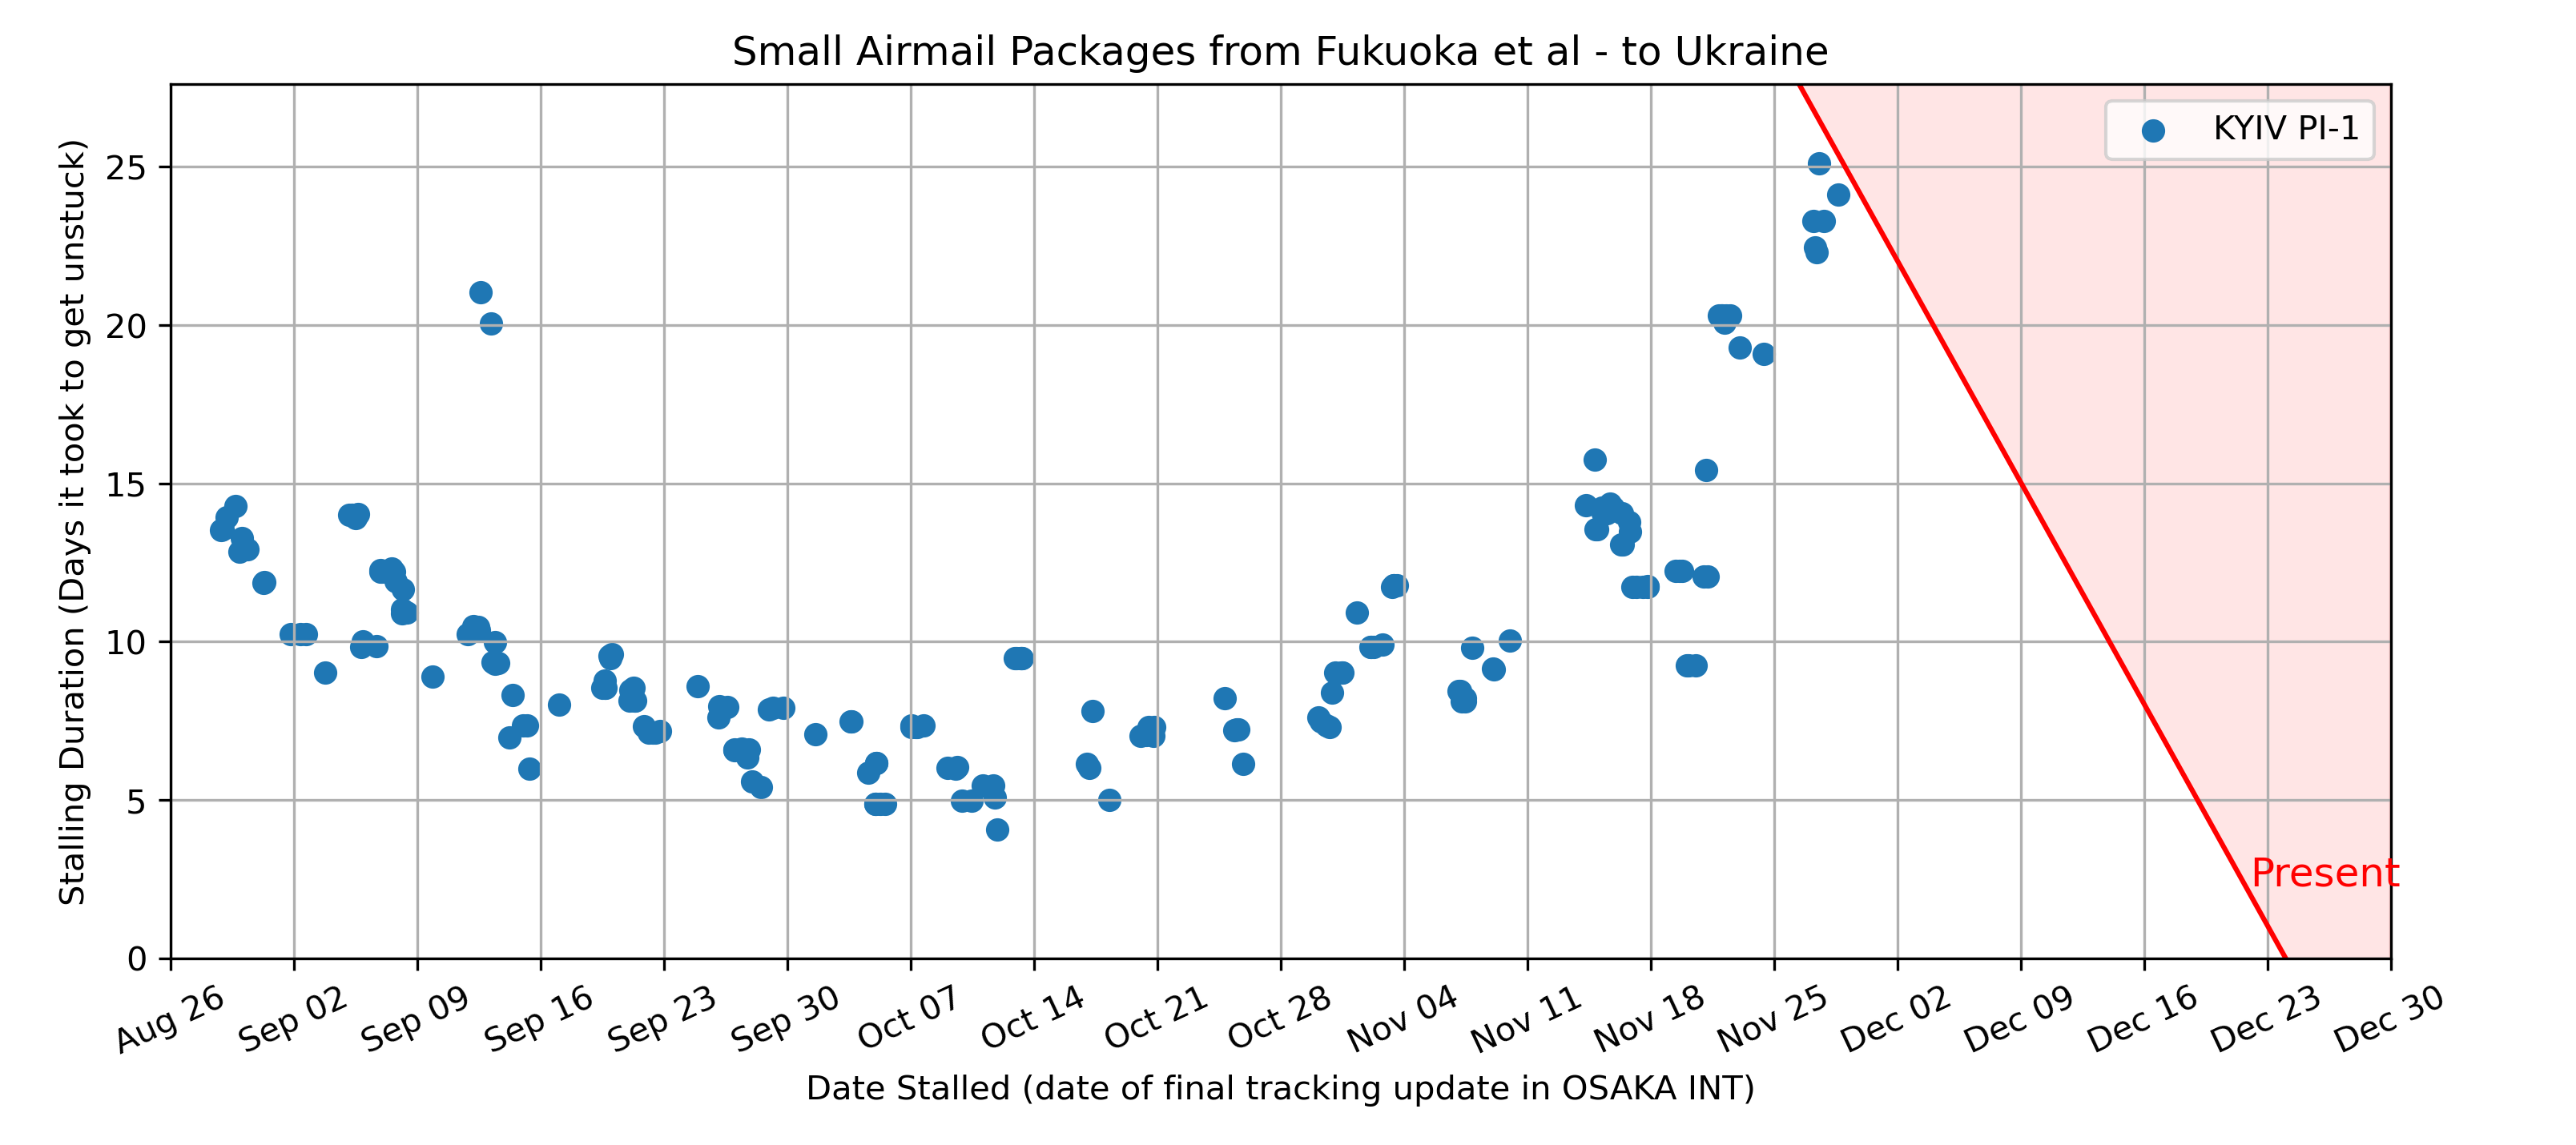 Small Airmail Packages from Fukuoka et al - to Ukraine
KYIV PI-1
Stalling Duration (Days it took to get unstuck)
25
20
15
10
5
0
Present
Aug 26
Sep 02
Sep 09
Sep 16
Sep 23
Sep 30
Oct 07
Oct 14
Oct 21
Oct 28
Nov 04
Nov 11
Nov 18
Nov 25
Dec 02
Dec 09
Dec 16
Dec 23
Dec 30
Date Stalled (date of final tracking update in OSAKA INT)